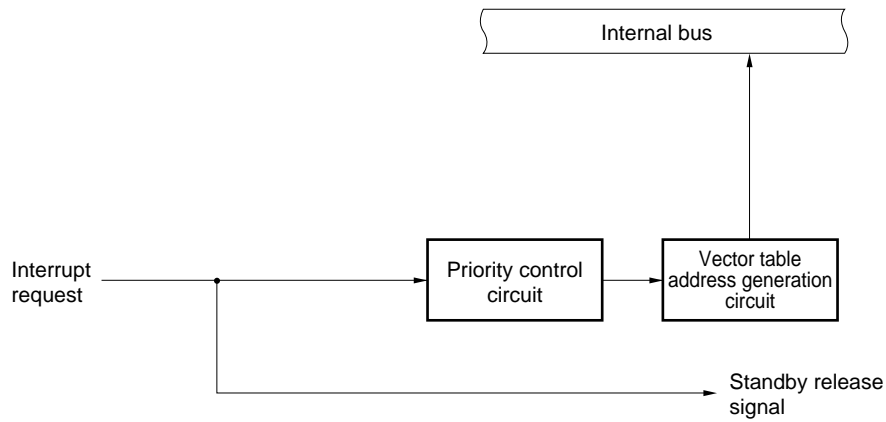 Internal bus
Interrupt
request
Priority control
circuit
Vector table
address generation
circuit
Standby release
signal